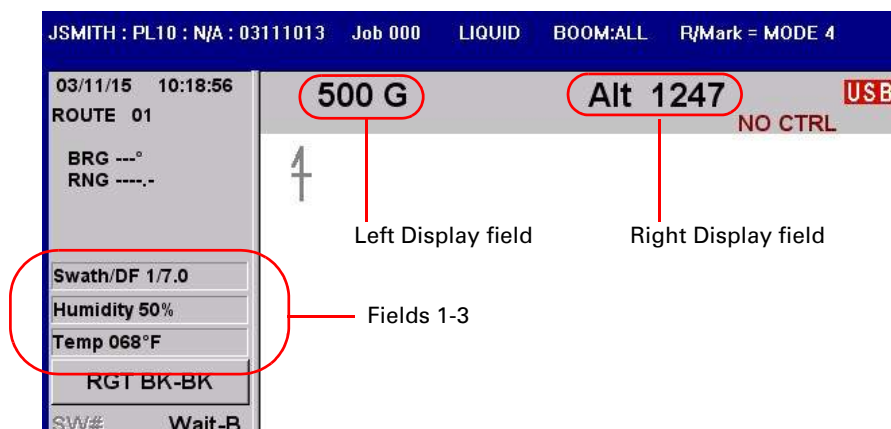 JSMITH : PL10 : N/A : 03111013 Job 000 LIQUID BOOM:ALL R/Mark = MODE 4
03/11/15 10:18:56
ROUTE 01
500 G
Alt 1247
USB
NO CTRL
BRG ---°
RNG ----.-
Left Display field
Right Display field
Swath/DF 1/7.0
Humidity 50%
Temp 068°F
Fields 1-3
RGT BK-BK
SW# Wait-B